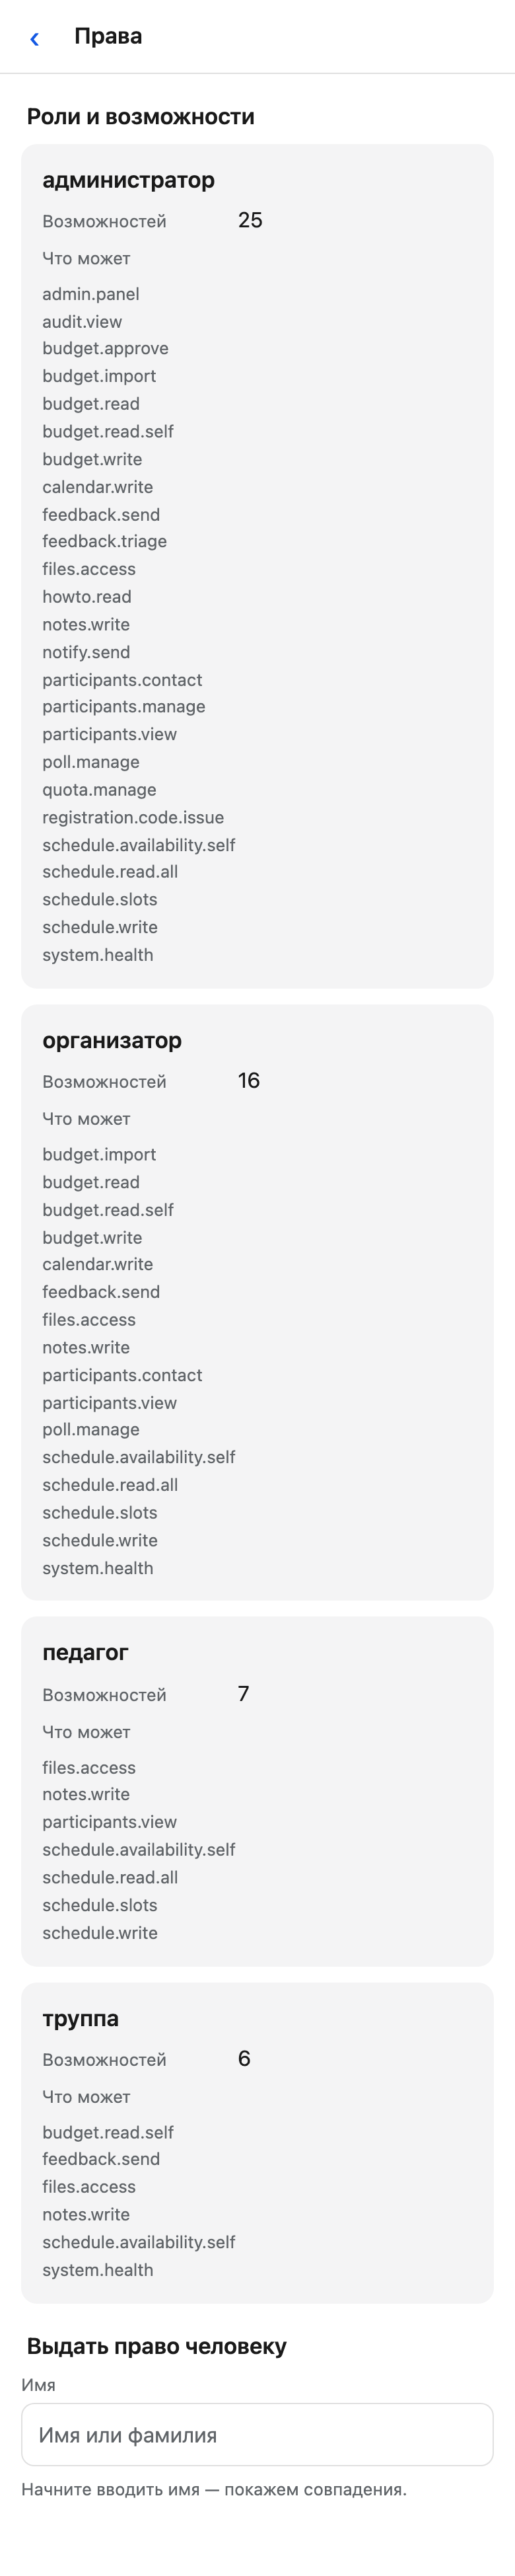 ‹ Права
Роли и возможности
администратор
Возможностей 25
Что может
admin.panel
audit.view
budget.approve
budget.import
budget.read
budget.read.self
budget.write
calendar.write
feedback.send
feedback.triage
files.access
howto.read
notes.write
notify.send
participants.contact
participants.manage
participants.view
poll.manage
quota.manage
registration.code.issue
schedule.availability.self
schedule.read.all
schedule.slots
schedule.write
system.health
организатор
Возможностей 16
Что может
budget.import
budget.read
budget.read.self
budget.write
calendar.write
feedback.send
files.access
notes.write
participants.contact
participants.view
poll.manage
schedule.availability.self
schedule.read.all
schedule.slots
schedule.write
system.health
педагог
Возможностей 7
Что может
files.access
notes.write
participants.view
schedule.availability.self
schedule.read.all
schedule.slots
schedule.write
труппа
Возможностей 6
Что может
budget.read.self
feedback.send
files.access
notes.write
schedule.availability.self
system.health
Выдать право человеку
Имя
Имя или фамилия
Начните вводить имя — покажем совпадения.